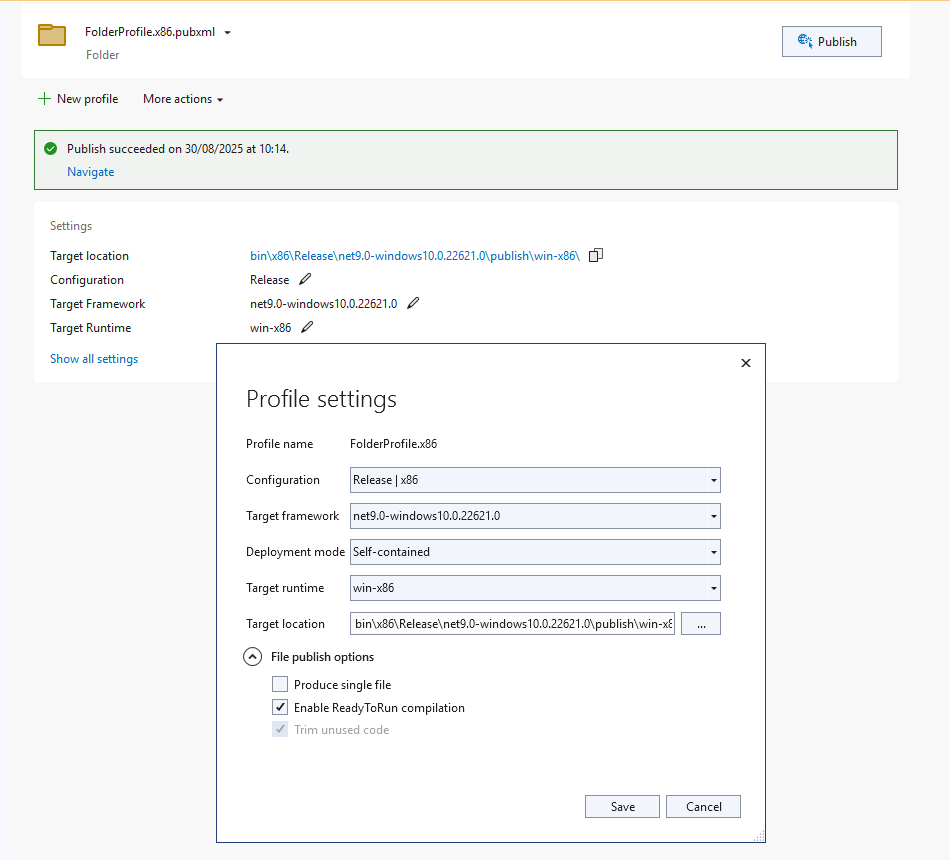 FolderProfile.x86.pubxml
Folder
Publish
New profile More actions
Publish succeeded on 30/08/2025 at 10:14.
Navigate
Settings
Target location bin\x86\Release\net9.0-windows10.0.22621.0\publish\win-x86\
Configuration Release
Target Framework net9.0-windows10.0.22621.0
Target Runtime win-x86
Show all settings
Profile settings
Profile name FolderProfile.x86
Configuration Release | x86
Target framework net9.0-windows10.0.22621.0
Deployment mode Self-contained
Target runtime win-x86
Target location bin\x86\Release\net9.0-windows10.0.22621.0\publish\win-x8 ...
File publish options
Produce single file
Enable ReadyToRun compilation
Trim unused code
Save Cancel